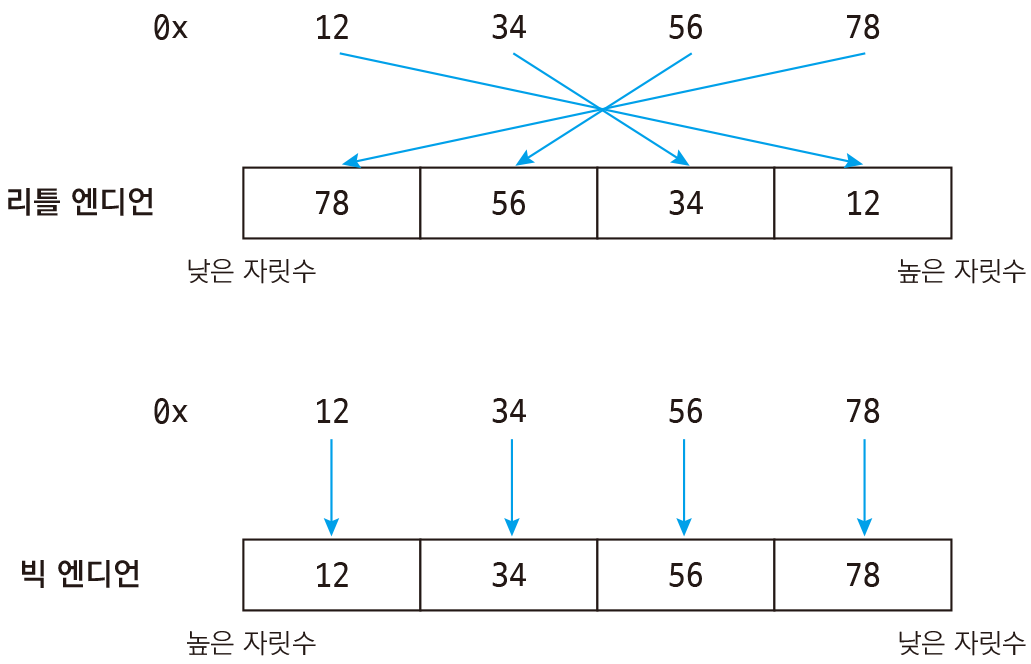 0x 12 34 56 78
리틀 엔디언 78 56 34 12
낮은 자릿수 높은 자릿수
0x 12 34 56 78
빅 엔디언 12 34 56 78
높은 자릿수 낮은 자릿수